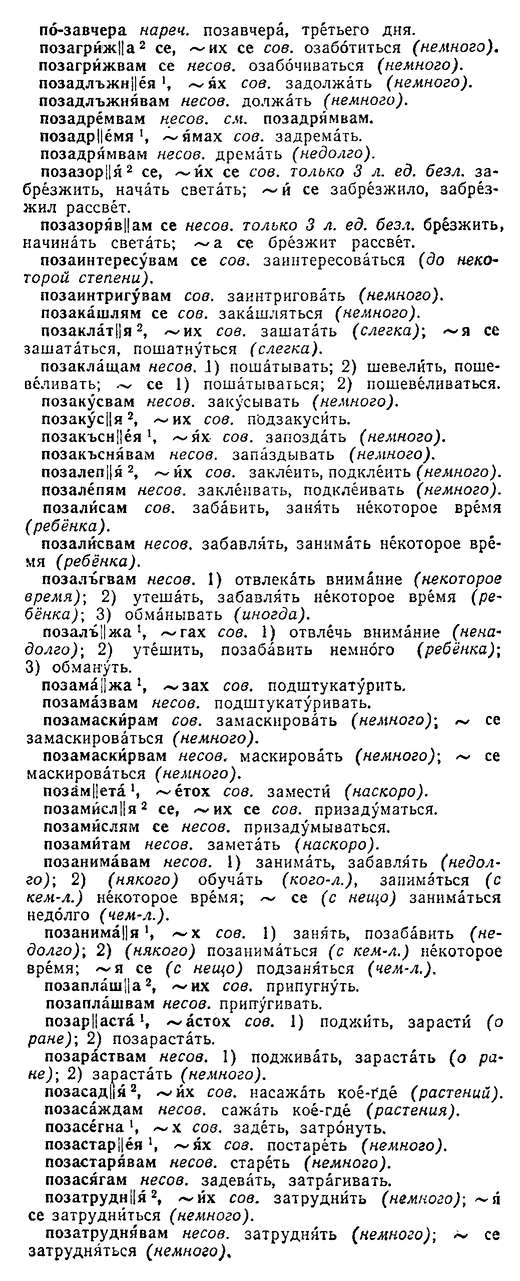 по́-завчера нареч. позавчера́, тре́тьего дня.
позагри́ж||а² се, ~их се сов. озабо́титься (немного).
позагри́жвам се несов. озабо́чиваться (немного).
позадлъжн||е́я¹, ~я́х сов. задолжа́ть (немного).
позадлъжня́вам несов. должа́ть (немного).
позадре́мвам несов. см. позадря́мвам.
позадр||е́мя¹, ~я́мах сов. задрема́ть.
позадря́мвам несов. дрема́ть (недолго).
позазор||я́² се, ~и́х се сов. только 3 л. ед. безл. за-
бре́зжить, нача́ть света́ть; ~и́ се забре́зжило, забре́з-
жил рассве́т.
позазоря́в||ам се несов. только 3 л. ед. безл. бре́зжить,
начина́ть света́ть; ~а се бре́зжит рассве́т.
позаинтересу́вам се сов. заинтересова́ться (до неко-
торой степени).
позаинтригу́вам сов. заинтригова́ть (немного).
позака́шлям се сов. зака́шляться (немного).
позакла́т||я², ~их сов. зашата́ть (слегка); ~я се
зашата́ться, пошатну́ться (слегка).
позакла́щам несов. 1) поша́тывать; 2) шевели́ть, поше-
ве́ливать; ~ се 1) поша́тываться; 2) пошеве́ливаться.
позаку́свам несов. заку́сывать (немного).
позаку́с||я², ~их сов. подзакуси́ть.
позакъсн||е́я¹, ~я́х сов. запозда́ть (немного).
позакъсня́вам несов. запа́здывать (немного).
позалеп||я́², ~и́х сов. закле́ить, подкле́ить (немного).
позале́пям несов. закле́ивать, подкле́ивать (немного).
позали́сам сов. заба́вить, заня́ть не́которое вре́мя
(ребёнка).
позали́свам несов. забавля́ть, занима́ть не́которое вре́-
мя (ребёнка).
позалъ́гвам несов. 1) отвлека́ть внима́ние (некоторое
время); 2) утеша́ть, забавля́ть не́которое вре́мя (ре-
бёнка); 3) обма́нывать (иногда).
позалъ́||жа¹, ~гах сов. 1) отвле́чь внима́ние (нена-
долго); 2) уте́шить, позаба́вить немно́го (ребёнка);
3) обману́ть.
позама́||жа¹, ~зах сов. подштукату́рить.
позама́звам несов. подштукату́ривать.
позамаски́рам сов. замаскирова́ть (немного); ~ се
замаскирова́ться (немного).
позамаски́рвам несов. маскирова́ть (немного); ~ се
маскирова́ться (немного).
поза́м||ета́¹, ~е́тох сов. замести́ (наскоро).
позами́сл||я² се, ~их се сов. призаду́маться.
позами́слям се несов. призаду́мываться.
позами́там несов. замета́ть (наскоро).
позанима́вам несов. 1) занима́ть, забавля́ть (недол-
го); 2) (някого) обуча́ть (кого-л.), занима́ться (с
кем-л.) не́которое вре́мя; ~ се (с нещо) занима́ться
недо́лго (чем-л.).
позанима́||я¹, ~х сов. 1) заня́ть, позаба́вить (не-
долго); 2) (някого) позанима́ться (с кем-л.) не́которое
вре́мя; ~я се (с нещо) подзаня́ться (чем-л.).
позапла́ш||а², ~их сов. припугну́ть.
позапла́швам несов. припу́гивать.
позар||аста́¹, ~а́стох сов. 1) поджи́ть, зарасти́ (о
ране); 2) позараста́ть.
позара́ствам несов. 1) поджива́ть, зараста́ть (о ра-
не); 2) зараста́ть (немного).
позасад||я́², ~и́х сов. насажа́ть кое́-где́ (растений).
позаса́ждам несов. сажа́ть кое́-где́ (растения).
позасе́гна¹, ~х сов. заде́ть, затро́нуть.
позастар||е́я¹, ~я́х сов. постаре́ть (немного).
позастаря́вам несов. старе́ть (немного).
позася́гам несов. задева́ть, затра́гивать.
позатрудн||я́², ~и́х сов. затрудни́ть (немного); ~я́
се затрудни́ться (немного).
позатрудня́вам несов. затрудня́ть (немного); ~ се
затрудня́ться (немного).